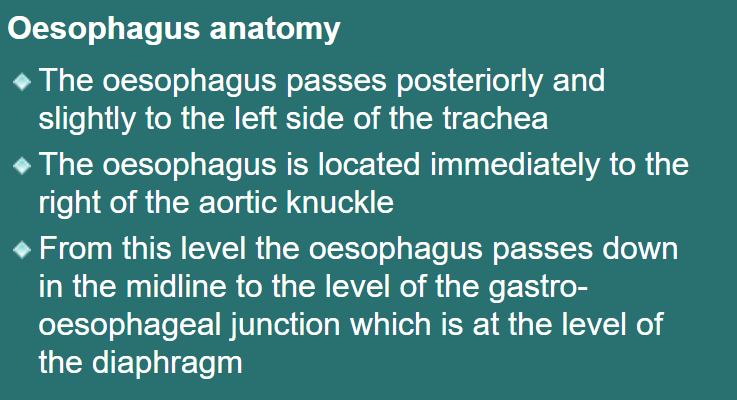 Oesophagus anatomy
The oesophagus passes posteriorly and
slightly to the left side of the trachea
The oesophagus is located immediately to the
right of the aortic knuckle
From this level the oesophagus passes down
in the midline to the level of the gastro-
oesophageal junction which is at the level of
the diaphragm